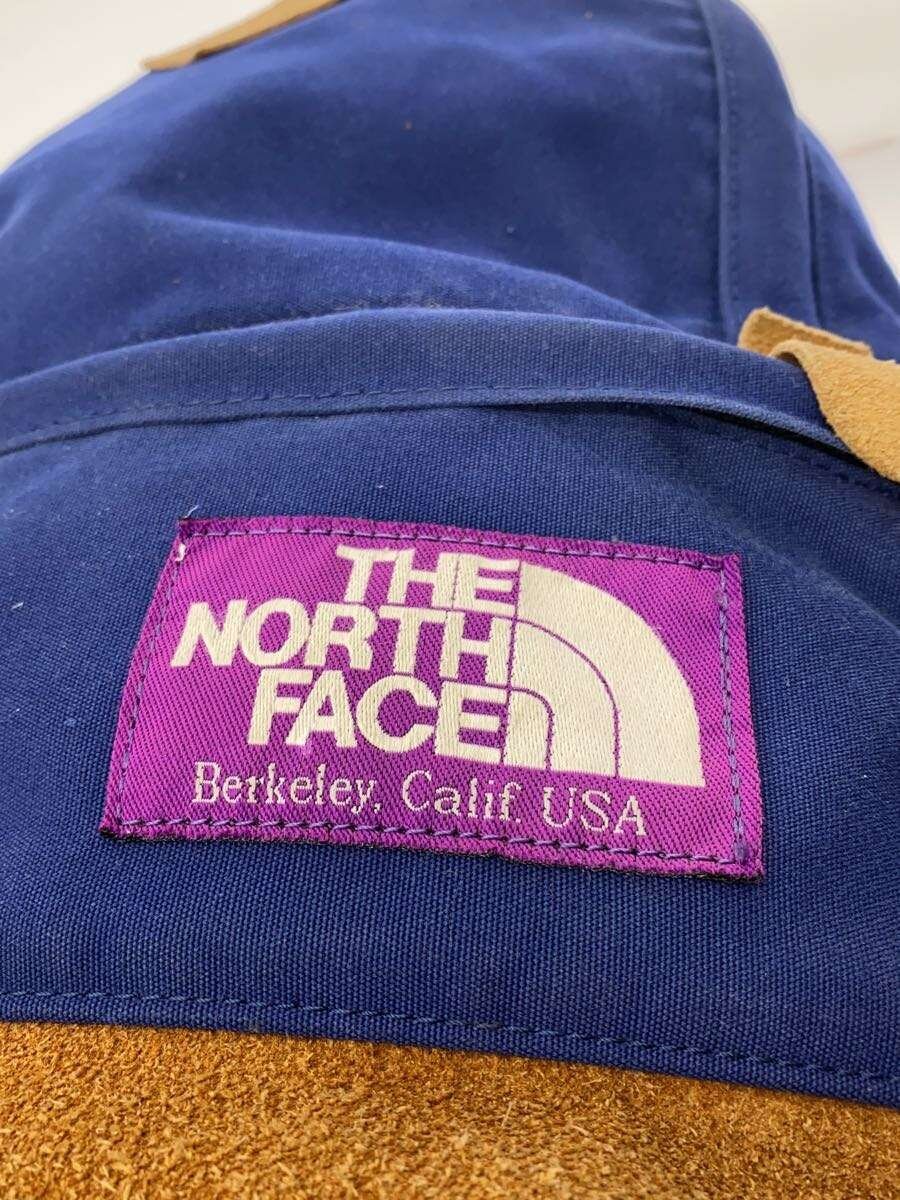 THE
NORTH
FACE
Berkeley, Calif. USA